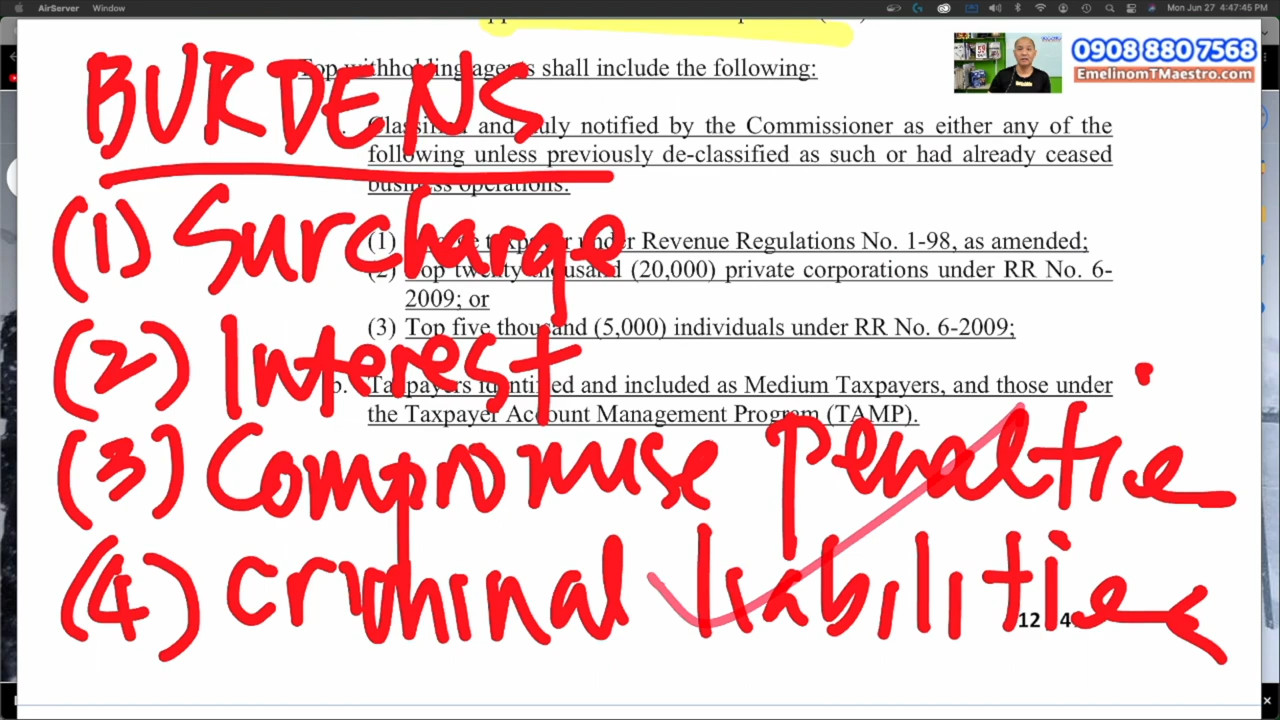 AirServer Window Mon Jun 27 4:47:45
0908 880 7568
EmelinomTMaestro.com
Top withholding agents shall include the following:
BURDENS
Classified and duly notified by the Commissioner as either any of the
following unless previously de-classified as such or had already ceased
business operations:
(1) Surcharge
(1) Large taxpayer under Revenue Regulations No. 1-98, as amended;
(2) Top twenty thousand (20,000) private corporations under RR No. 6-
2009; or
(3) Top five thousand (5,000) individuals under RR No. 6-2009;
(2) Interest
b. Taxpayers identified and included as Medium Taxpayers, and those under
the Taxpayer Account Management Program (TAMP).
(3) Compromise penaltie
(4) Criminal liabilities
12 4